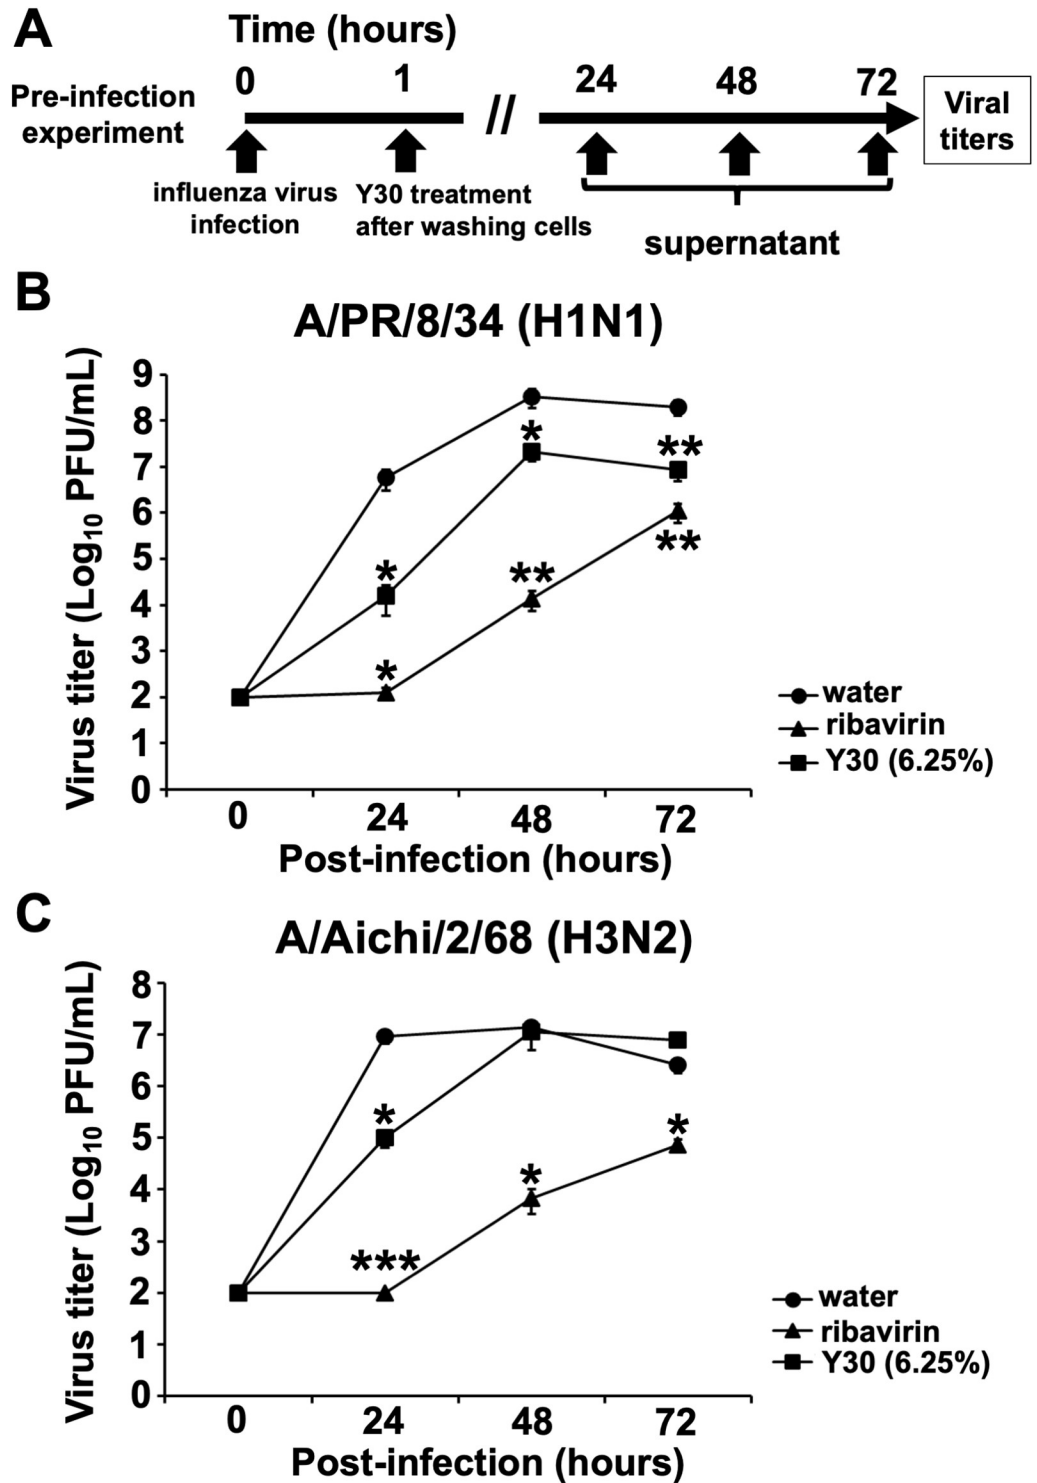 A
Time (hours)
0 1 24 48 72
Pre-infection
experiment
//
Viral
titers
influenza virus
infection
Y30 treatment
after washing cells
supernatant
B
A/PR/8/34 (H1N1)
Virus titer (Log10 PFU/mL)
9
8
7
6
5
4
3
2
1
0
*
*
**
*
**
**
water
ribavirin
Y30 (6.25%)
0 24 48 72
Post-infection (hours)
C
A/Aichi/2/68 (H3N2)
Virus titer (Log10 PFU/mL)
8
7
6
5
4
3
2
1
0
*
***
*
*
water
ribavirin
Y30 (6.25%)
0 24 48 72
Post-infection (hours)